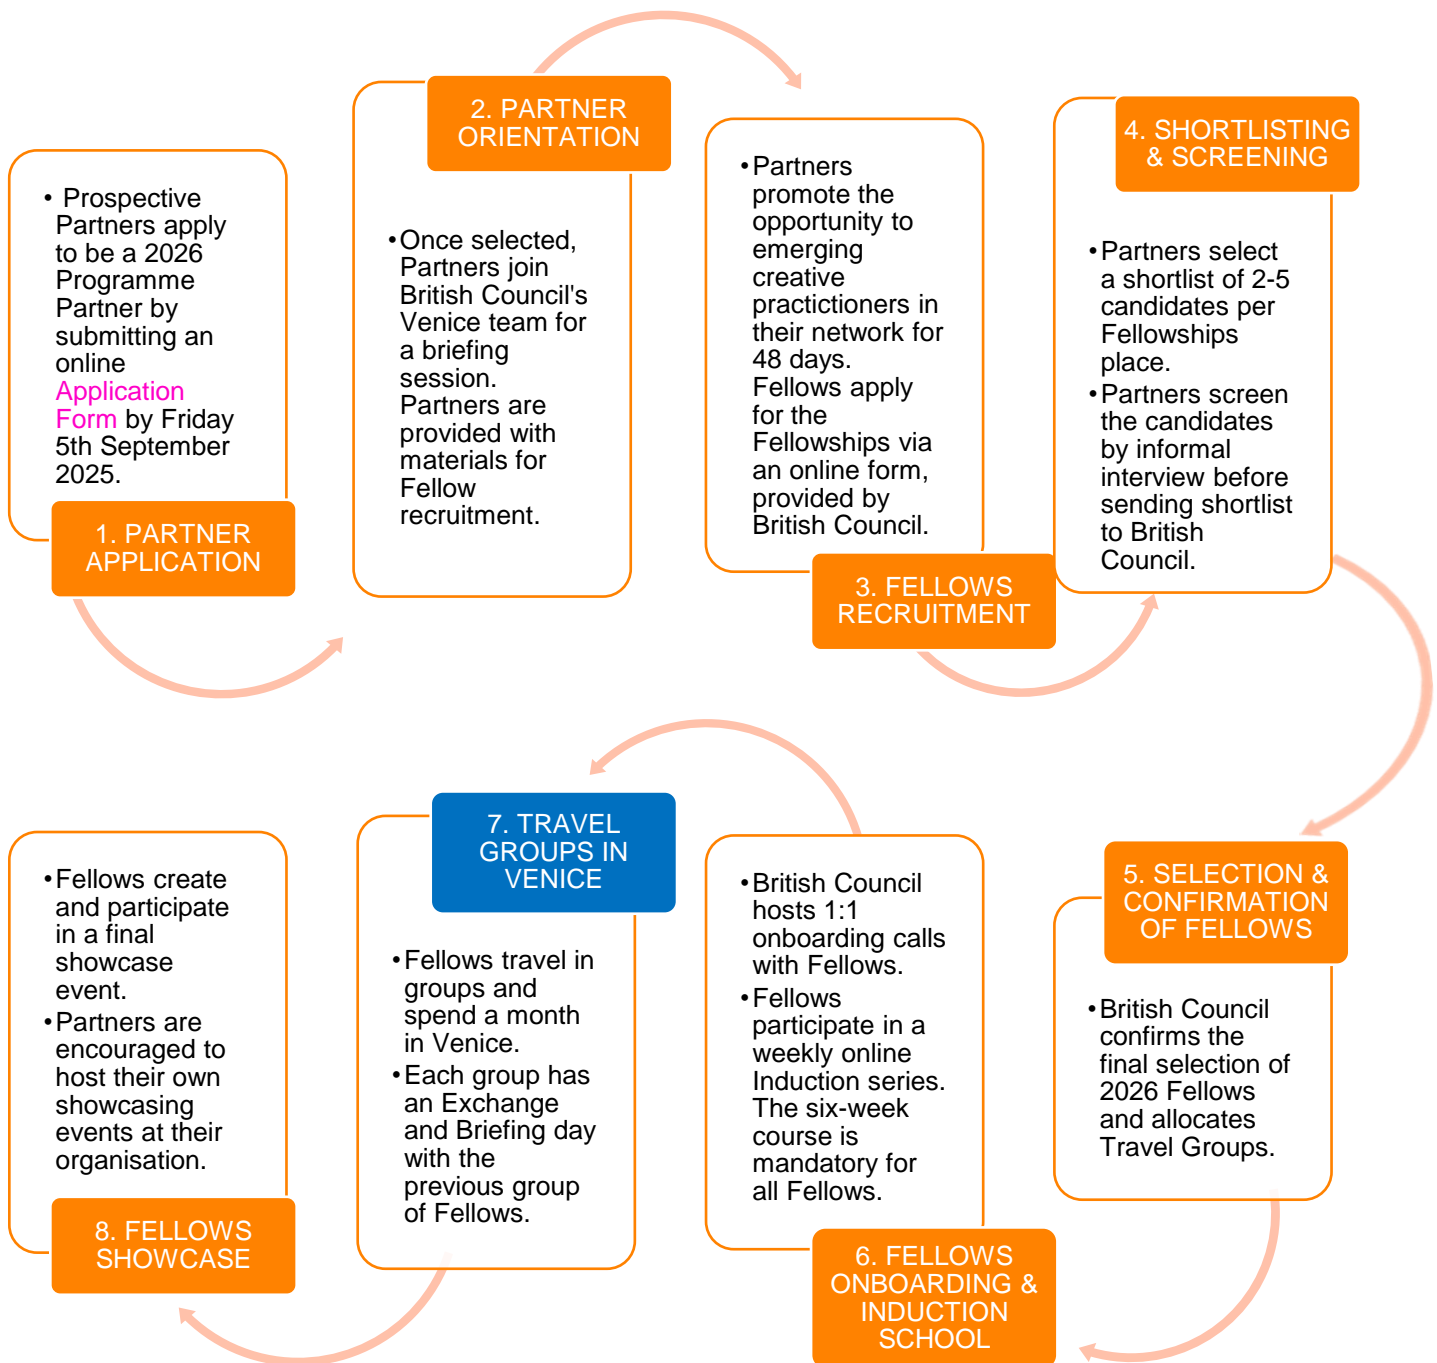 • Prospective
Partners apply
to be a 2026
Programme
Partner by
submitting an
online
Application
Form by Friday
5th September
2025.
1. PARTNER
APPLICATION
2. PARTNER
ORIENTATION
•Once selected,
Partners join
British Council's
Venice team for
a briefing
session.
Partners are
provided with
materials for
Fellow
recruitment.
•Partners
promote the
opportunity to
emerging
creative
practictioners in
their network for
48 days.
Fellows apply
for the
Fellowships via
an online form,
provided by
British Council.
3. FELLOWS
RECRUITMENT
4. SHORTLISTING
& SCREENING
•Partners select
a shortlist of 2-5
candidates per
Fellowships
place.
•Partners screen
the candidates
by informal
interview before
sending shortlist
to British
Council.
5. SELECTION &
CONFIRMATION
OF FELLOWS
•British Council
confirms the
final selection of
2026 Fellows
and allocates
Travel Groups.
•British Council
hosts 1:1
onboarding calls
with Fellows.
•Fellows
participate in a
weekly online
Induction series.
The six-week
course is
mandatory for
all Fellows.
6. FELLOWS
ONBOARDING &
INDUCTION
SCHOOL
7. TRAVEL
GROUPS IN
VENICE
•Fellows travel in
groups and
spend a month
in Venice.
•Each group has
an Exchange
and Briefing day
with the
previous group
of Fellows.
•Fellows create
and participate
in a final
showcase
event.
•Partners are
encouraged to
host their own
showcasing
events at their
organisation.
8. FELLOWS
SHOWCASE